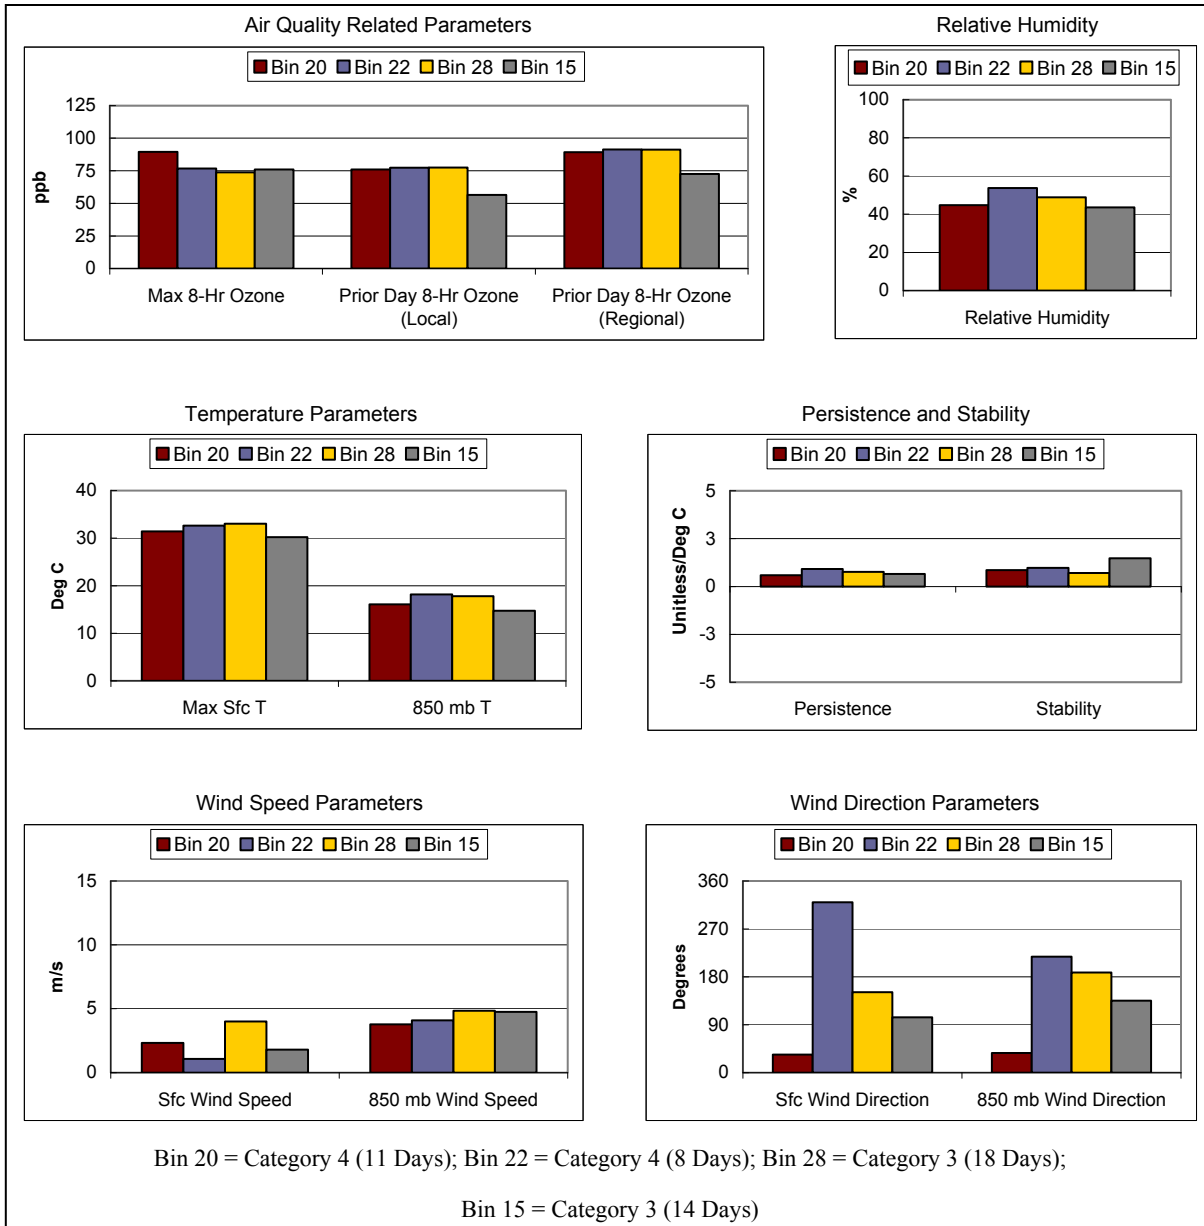 Air Quality Related Parameters
Bin 20 Bin 22 Bin 28 Bin 15
ppb
125
100
75
50
25
0
Max 8-Hr Ozone
Prior Day 8-Hr Ozone
(Local)
Prior Day 8-Hr Ozone
(Regional)
Relative Humidity
Bin 20 Bin 22 Bin 28 Bin 15
%
100
80
60
40
20
0
Relative Humidity
Temperature Parameters
Bin 20 Bin 22 Bin 28 Bin 15
Deg C
40
30
20
10
0
Max Sfc T
850 mb T
Persistence and Stability
Bin 20 Bin 22 Bin 28 Bin 15
Unitless/Deg C
5
3
0
-3
-5
Persistence
Stability
Wind Speed Parameters
Bin 20 Bin 22 Bin 28 Bin 15
m/s
15
10
5
0
Sfc Wind Speed
850 mb Wind Speed
Wind Direction Parameters
Bin 20 Bin 22 Bin 28 Bin 15
Degrees
360
270
180
90
0
Sfc Wind Direction
850 mb Wind Direction
Bin 20 = Category 4 (11 Days); Bin 22 = Category 4 (8 Days); Bin 28 = Category 3 (18 Days);
Bin 15 = Category 3 (14 Days)